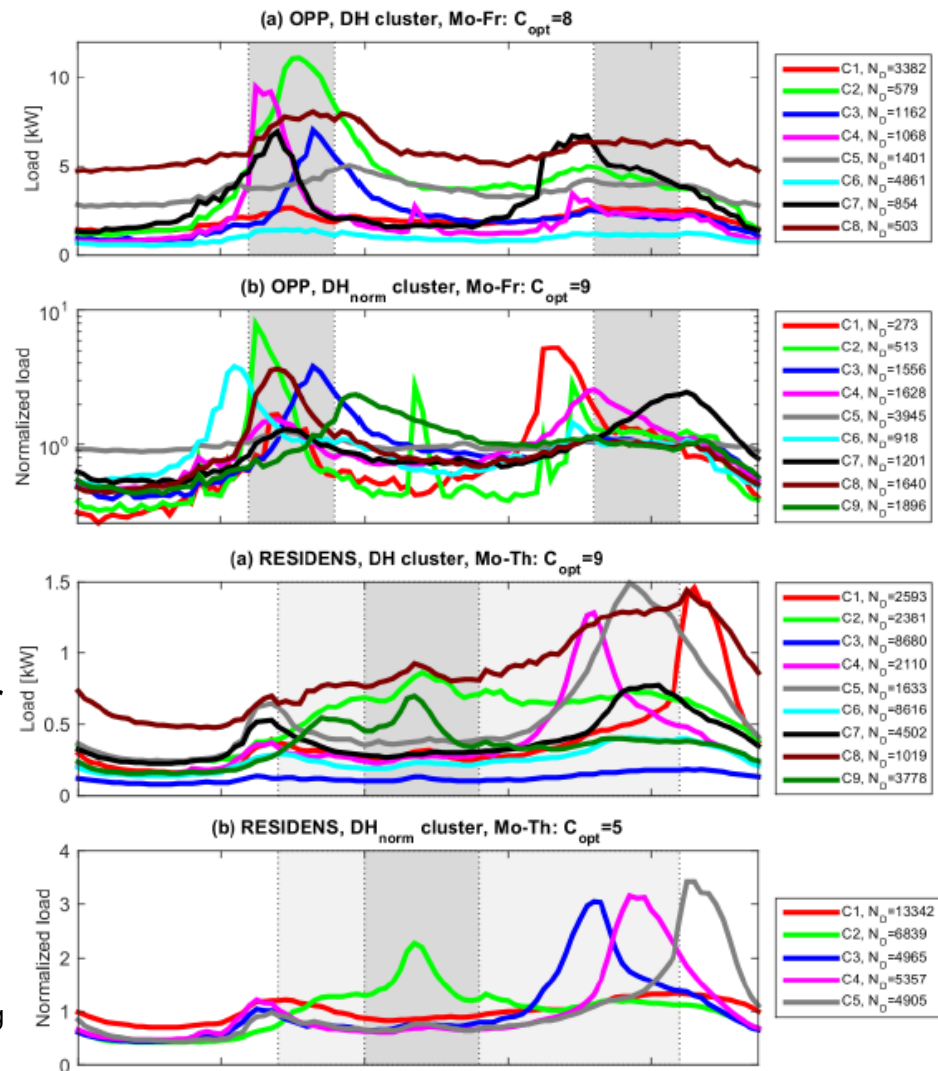 (a) OPP, DH cluster, Mo-Fr: C_opt=8
Load [kW]
10
5
0
C1, N_D=3382
C2, N_D=579
C3, N_D=1162
C4, N_D=1068
C5, N_D=1401
C6, N_D=4861
C7, N_D=854
C8, N_D=503
(b) OPP, DH_norm cluster, Mo-Fr: C_opt=9
Normalized load
10^1
10^0
C1, N_D=273
C2, N_D=513
C3, N_D=1556
C4, N_D=1628
C5, N_D=3945
C6, N_D=918
C7, N_D=1201
C8, N_D=1640
C9, N_D=1896
(a) RESIDENS, DH cluster, Mo-Th: C_opt=9
Load [kW]
1.5
1
0.5
0
C1, N_D=2593
C2, N_D=2381
C3, N_D=8680
C4, N_D=2110
C5, N_D=1633
C6, N_D=8616
C7, N_D=4502
C8, N_D=1019
C9, N_D=3778
(b) RESIDENS, DH_norm cluster, Mo-Th: C_opt=5
Normalized load
4
3
2
1
0
C1, N_D=13342
C2, N_D=6839
C3, N_D=4965
C4, N_D=5357
C5, N_D=4905